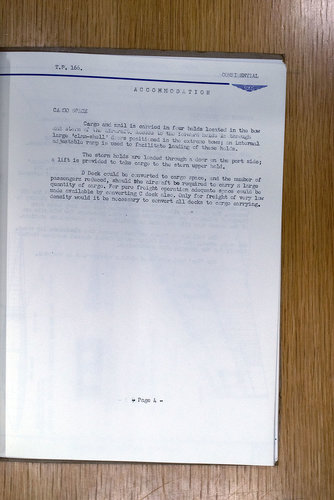 T.P. 166.
CONFIDENTIAL
ACCOMMODATION
CARGO SPACE
Cargo and mail is carried in four holds located in the bow
and stern of the aircraft. Access to the forward holds is through
large 'clam-shell' doors positioned in the extreme nose; an internal
adjustable ramp is used to facilitate loading of these holds.
The stern holds are loaded through a door on the port side;
a lift is provided to take cargo to the stern upper hold.
D Deck could be converted to cargo space, and the number of
passengers reduced, should the aircraft be required to carry a large
quantity of cargo. For pure freight operation adequate space could be
made available by converting C deck also. Only for freight of very low
density would it be necessary to convert all decks to cargo carrying.
- Page 4 -